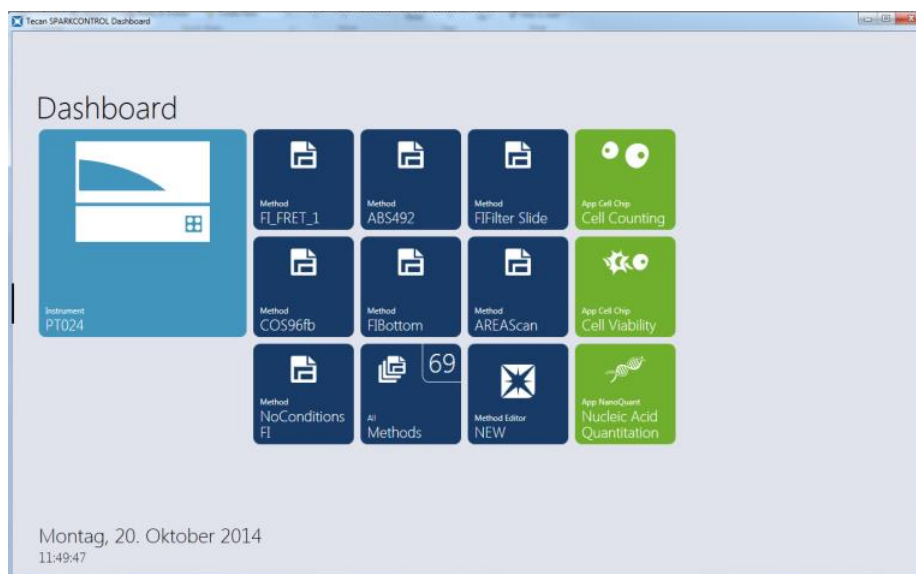 Tecan SPARKCONTROL Dashboard
Dashboard
Instrument
PT024
Method
FI_FRET_1
Method
ABS492
Method
FIFilter Slide
App Cell Chip
Cell Counting
Method
COS96fb
Method
FIBottom
Method
AREAScan
App Cell Chip
Cell Viability
Method
NoConditions
FI
69
All
Methods
Method Editor
NEW
App NanoQuant
Nucleic Acid
Quantitation
Montag, 20. Oktober 2014
11:49:47